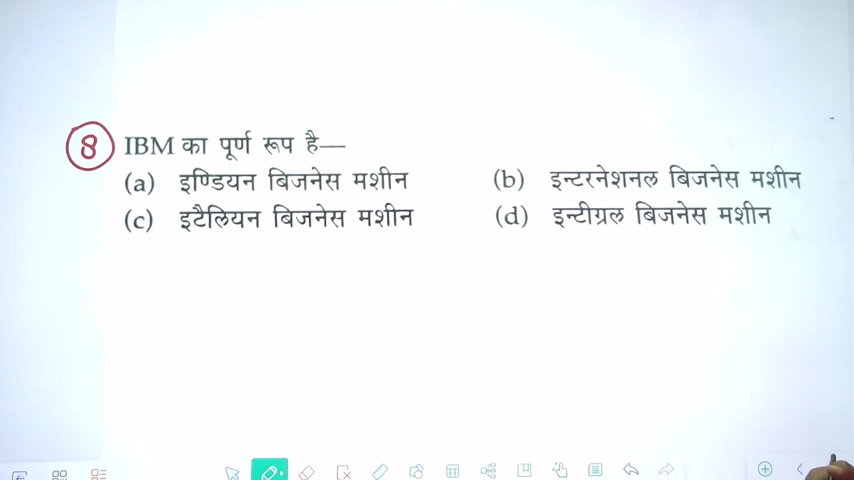 8 IBM का पूर्ण रूप है—
(a) इण्डियन बिजनेस मशीन (b) इन्टरनेशनल बिजनेस मशीन
(c) इटैलियन बिजनेस मशीन (d) इन्टीग्रल बिजनेस मशीन